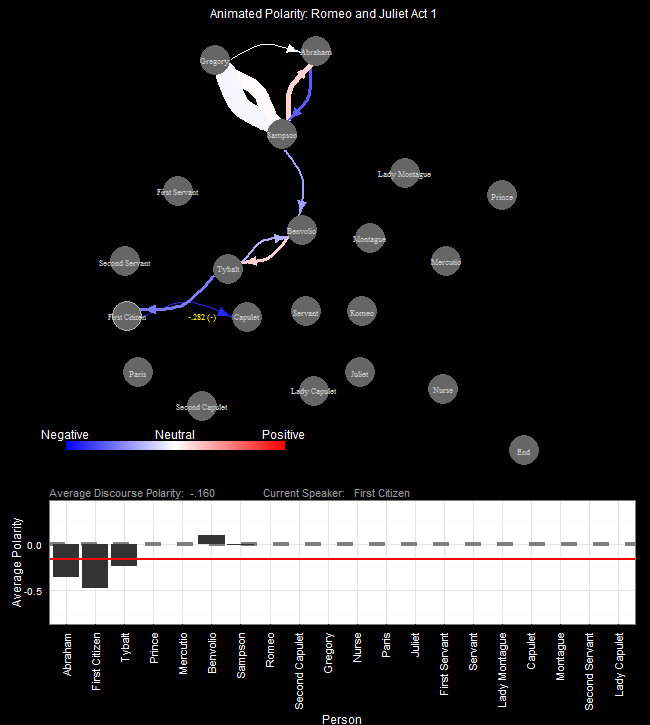 Animated Polarity: Romeo and Juliet Act 1
Gregory
Abraham
Sampson
Lady Montague
First Servant
Prince
Benvolio
Montague
Second Servant
Tybalt
Mercutio
First Citizen
-.282 (-)
Capulet
Servant
Romeo
Paris
Juliet
Lady Capulet
Nurse
Second Capulet
Negative Neutral Positive
End
Average Discourse Polarity: -.160 Current Speaker: First Citizen
Average Polarity
0.0
-0.5
Abraham
First Citizen
Tybalt
Prince
Mercutio
Benvolio
Sampson
Romeo
Second Capulet
Gregory
Nurse
Paris
Juliet
First Servant
Servant
Lady Montague
Capulet
Montague
Second Servant
Lady Capulet
Person